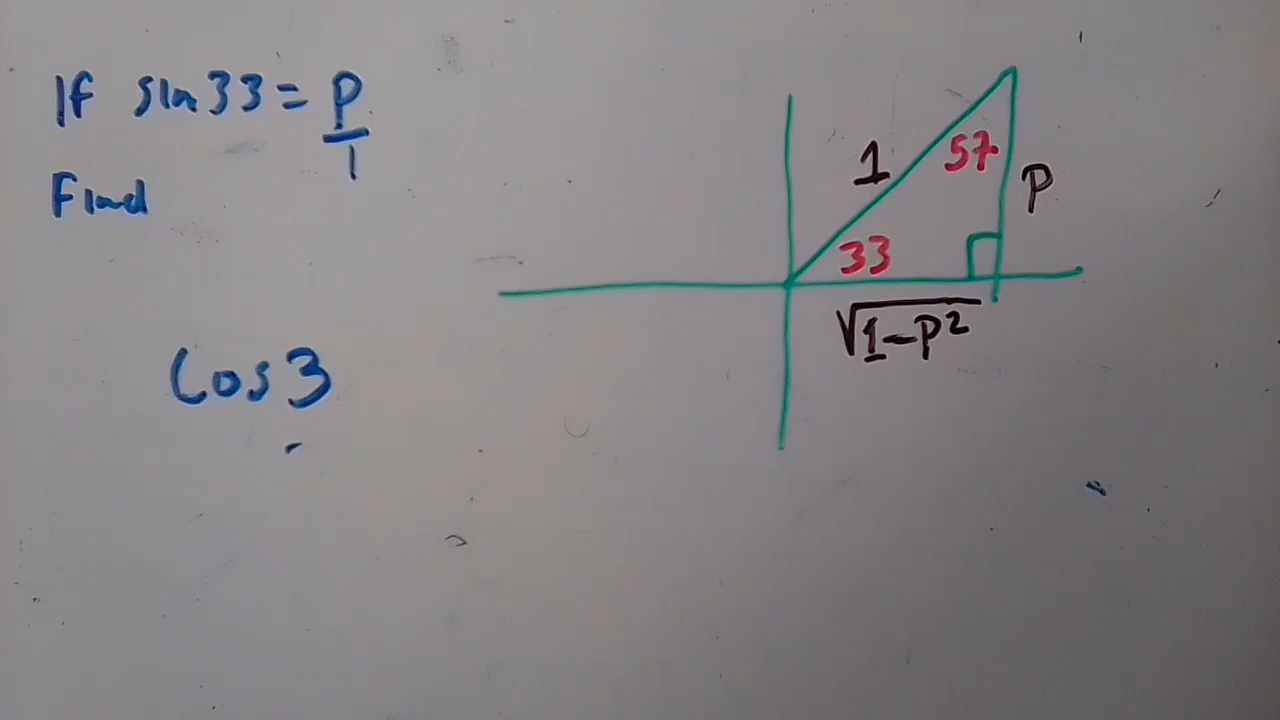 If sin33 = P
1
Find
Cos3
1
57
P
33
√1-P²